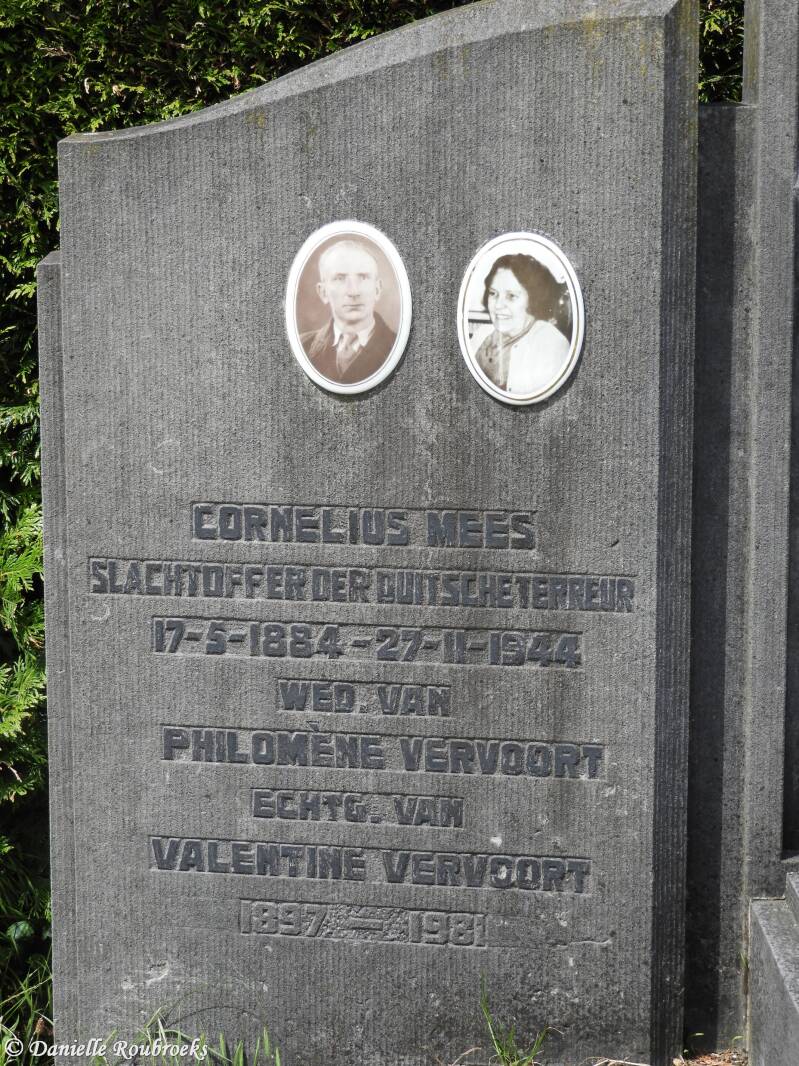 CORNELIUS MEES
SLACHTOFFER DER DUITSCHE TERREUR
17-5-1884-27-11-1944
WED. VAN
PHILOMÈNE VERVOORT
ECHTG. VAN
VALENTINE VERVOORT
1897 - 1981
© Danielle Roubroeks